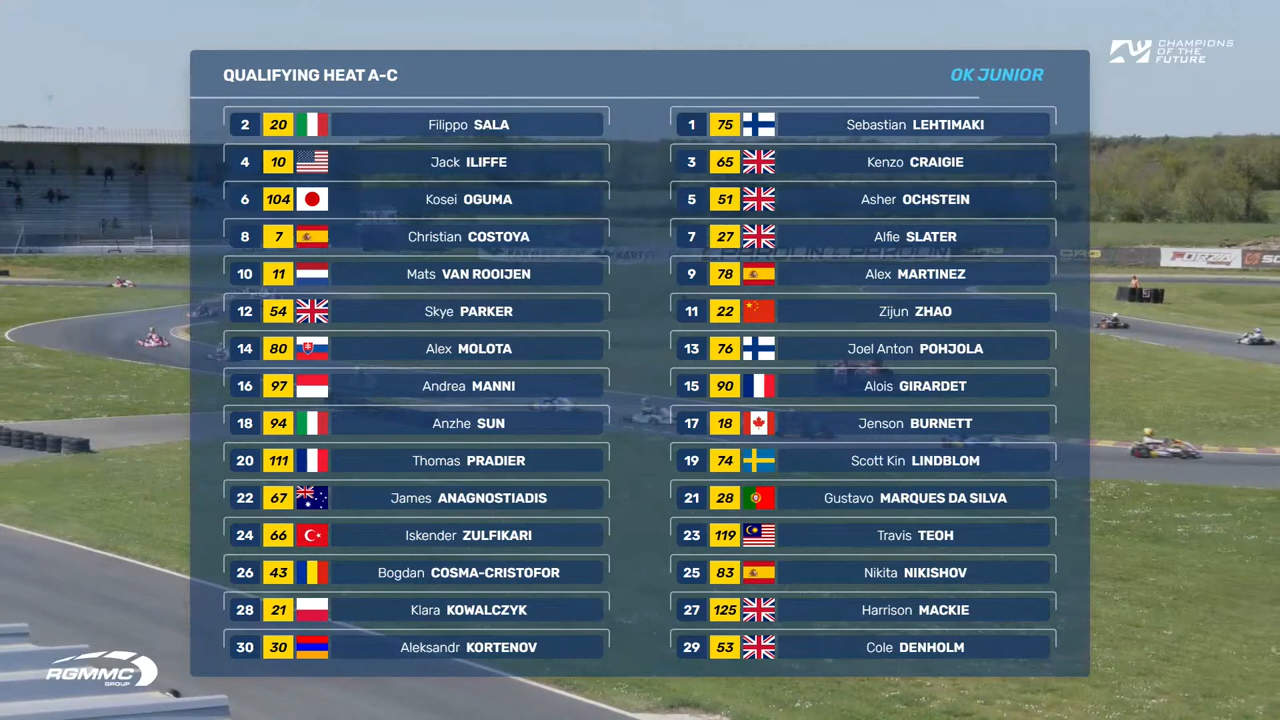 CHAMPIONS
OF THE
FUTURE
QUALIFYING HEAT A-C
OK JUNIOR
2 20 Filippo SALA
1 75 Sebastian LEHTIMAKI
4 10 Jack ILIFFE
3 65 Kenzo CRAIGIE
6 104 Kosei OGUMA
5 51 Asher OCHSTEIN
8 7 Christian COSTOYA
7 27 Alfie SLATER
10 11 Mats VAN ROOIJEN
9 78 Alex MARTINEZ
12 54 Skye PARKER
11 22 Zijun ZHAO
14 80 Alex MOLOTA
13 76 Joel Anton POHJOLA
16 97 Andrea MANNI
15 90 Alois GIRARDET
18 94 Anzhe SUN
17 18 Jenson BURNETT
20 111 Thomas PRADIER
19 74 Scott Kin LINDBLOM
22 67 James ANAGNOSTIADIS
21 28 Gustavo MARQUES DA SILVA
24 66 Iskender ZULFIKARI
23 119 Travis TEOH
26 43 Bogdan COSMA-CRISTOFOR
25 83 Nikita NIKISHOV
28 21 Klara KOWALCZYK
27 125 Harrison MACKIE
30 30 Aleksandr KORTENOV
29 53 Cole DENHOLM
FORZA
RGMMC
GROUP